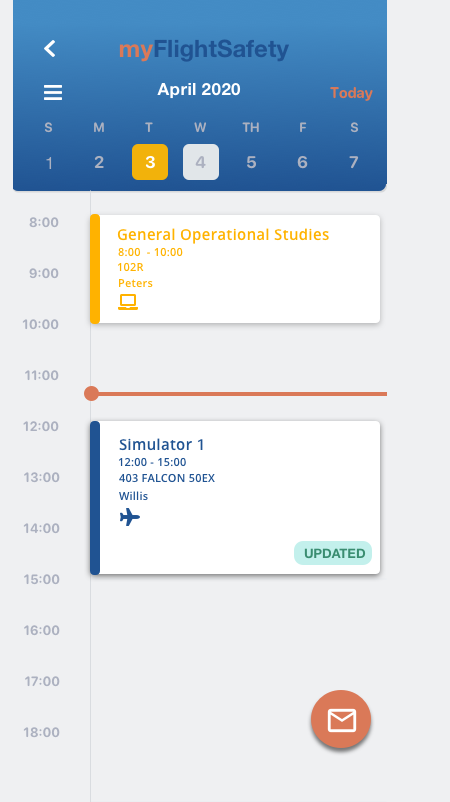 myFlightSafety
April 2020
Today
S M T W TH F S
1 2 3 4 5 6 7
8:00
General Operational Studies
8:00 - 10:00
102R
9:00
Peters
10:00
11:00
12:00
Simulator 1
12:00 - 15:00
13:00
403 FALCON 50EX
Willis
14:00
UPDATED
15:00
16:00
17:00
18:00